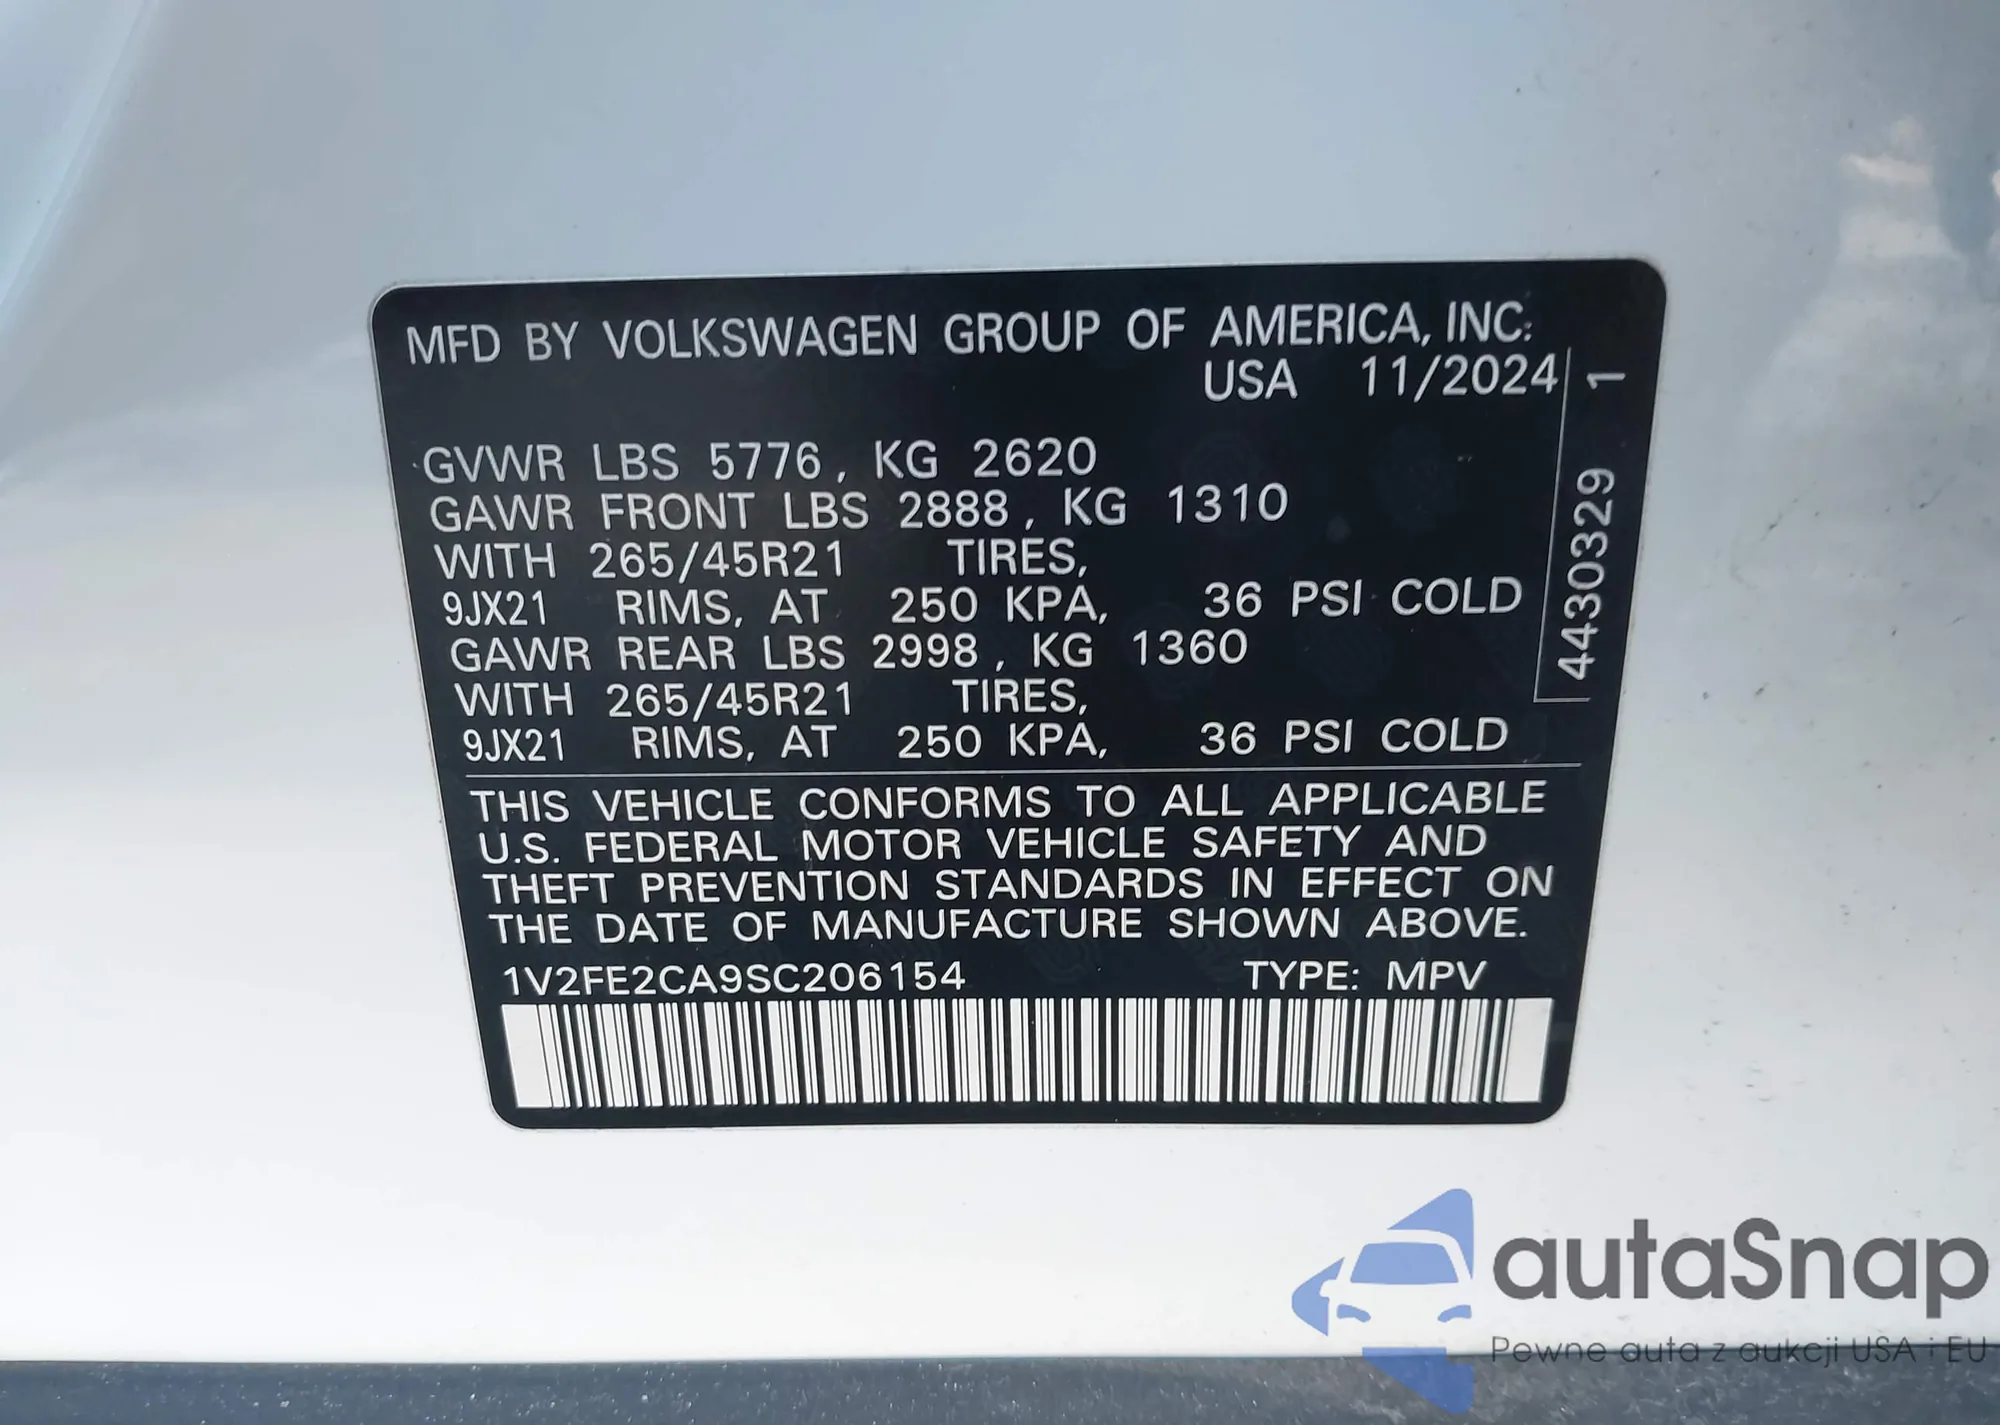 MFD BY VOLKSWAGEN GROUP OF AMERICA, INC.
USA 11/2024
GVWR LBS 5776, KG 2620
GAWR FRONT LBS 2888, KG 1310
WITH 265/45R21 TIRES,
9JX21 RIMS, AT 250 KPA, 36 PSI COLD
GAWR REAR LBS 2998, KG 1360
WITH 265/45R21 TIRES,
9JX21 RIMS, AT 250 KPA, 36 PSI COLD
4430329 1
THIS VEHICLE CONFORMS TO ALL APPLICABLE
U.S. FEDERAL MOTOR VEHICLE SAFETY AND
THEFT PREVENTION STANDARDS IN EFFECT ON
THE DATE OF MANUFACTURE SHOWN ABOVE.
1V2FE2CA9SC206154 TYPE: MPV
autaSnap
Pewne auta z aukcji USA i EU